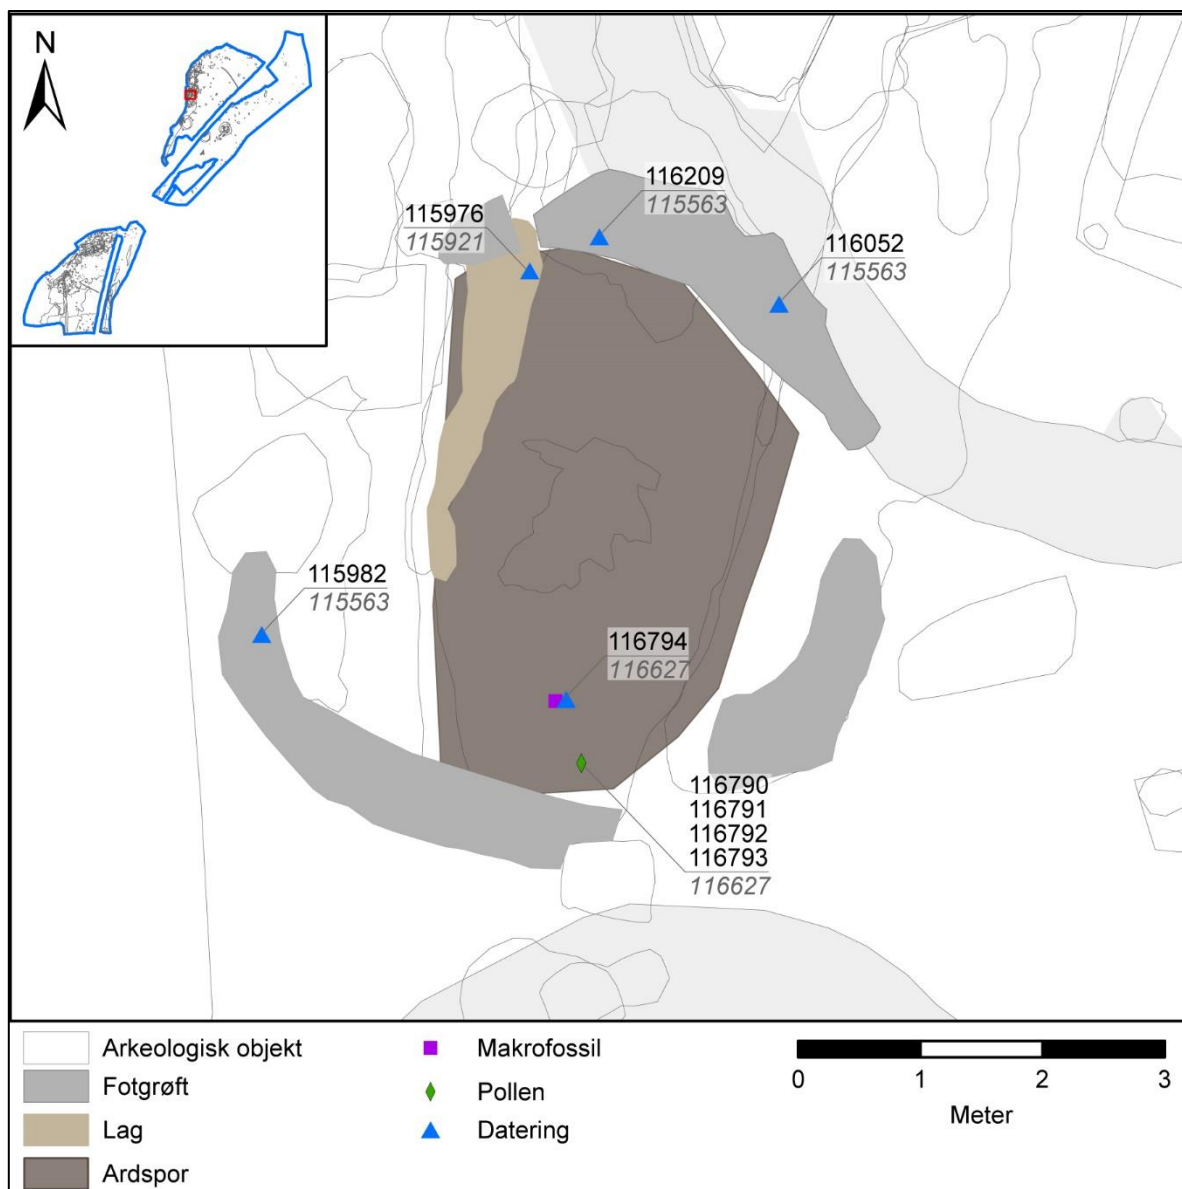 N
116209
115563
115976
115921
116052
115563
115982
115563
116794
116627
116790
116791
116792
116793
116627
Arkeologisk objekt
Fotgrøft
Lag
Ardspor
Makrofossil
Pollen
Datering
0 1 2 3
Meter